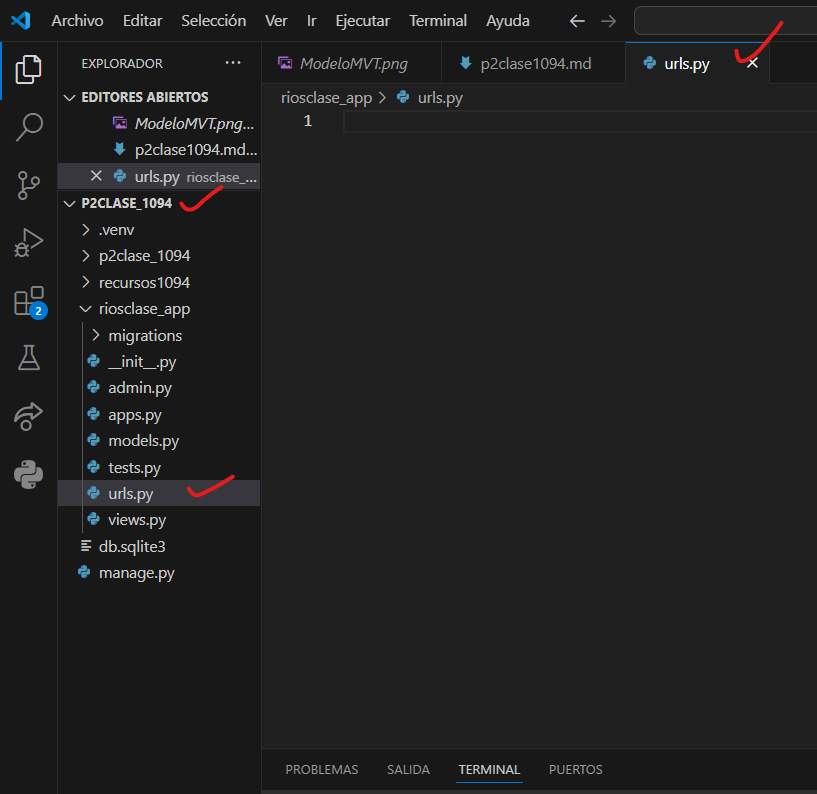 Archivo Editar Selección Ver Ir Ejecutar Terminal Ayuda
EXPLORADOR ...
EDITORES ABIERTOS
ModeloMVT.png...
p2clase1094.md...
urls.py riosclase_...
P2CLASE_1094
.venv
p2clase_1094
recursos1094
riosclase_app
migrations
__init__.py
admin.py
apps.py
models.py
tests.py
urls.py
views.py
db.sqlite3
manage.py
2
ModeloMVT.png p2clase1094.md urls.py
riosclase_app > urls.py
1
PROBLEMAS SALIDA TERMINAL PUERTOS